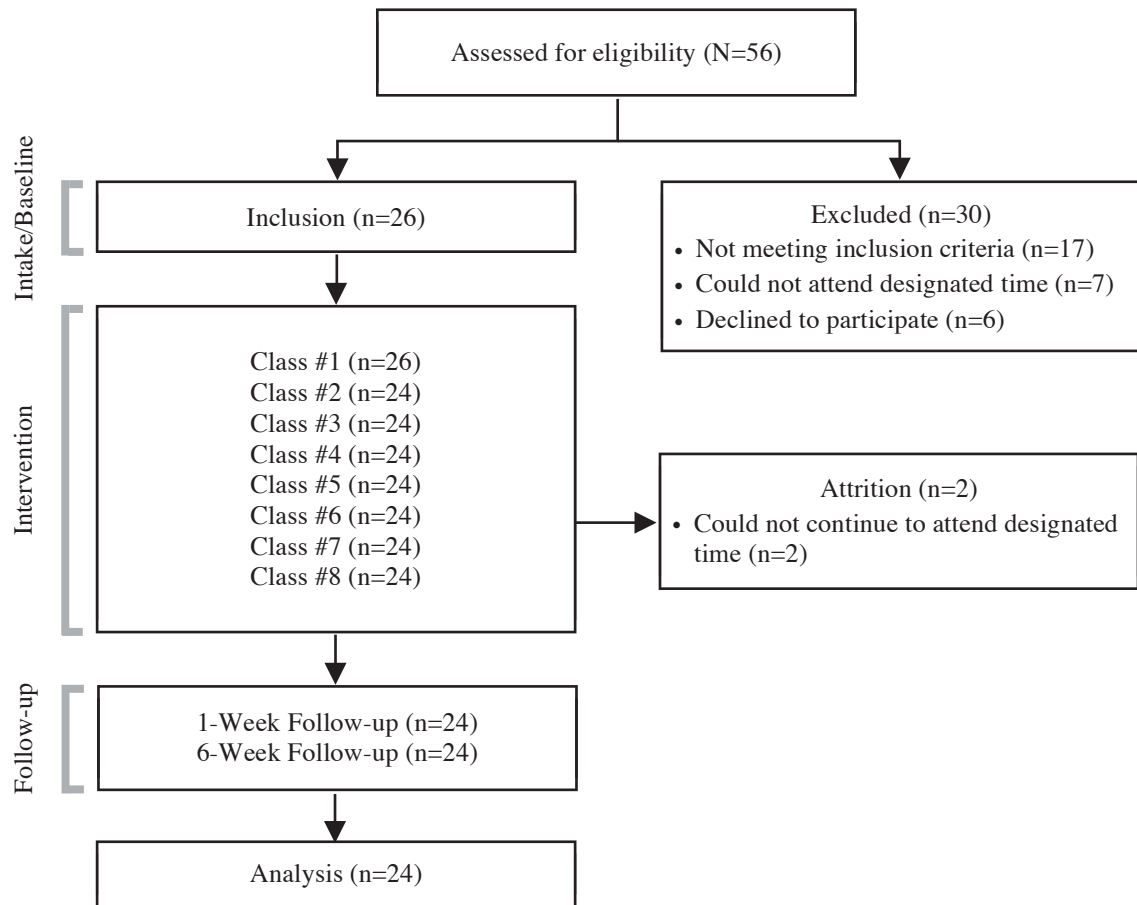 Assessed for eligibility (N=56)
Intake/Baseline
Inclusion (n=26)
Excluded (n=30)
• Not meeting inclusion criteria (n=17)
• Could not attend designated time (n=7)
• Declined to participate (n=6)
Intervention
Class #1 (n=26)
Class #2 (n=24)
Class #3 (n=24)
Class #4 (n=24)
Class #5 (n=24)
Class #6 (n=24)
Class #7 (n=24)
Class #8 (n=24)
Attrition (n=2)
• Could not continue to attend designated
time (n=2)
Follow-up
1-Week Follow-up (n=24)
6-Week Follow-up (n=24)
Analysis (n=24)